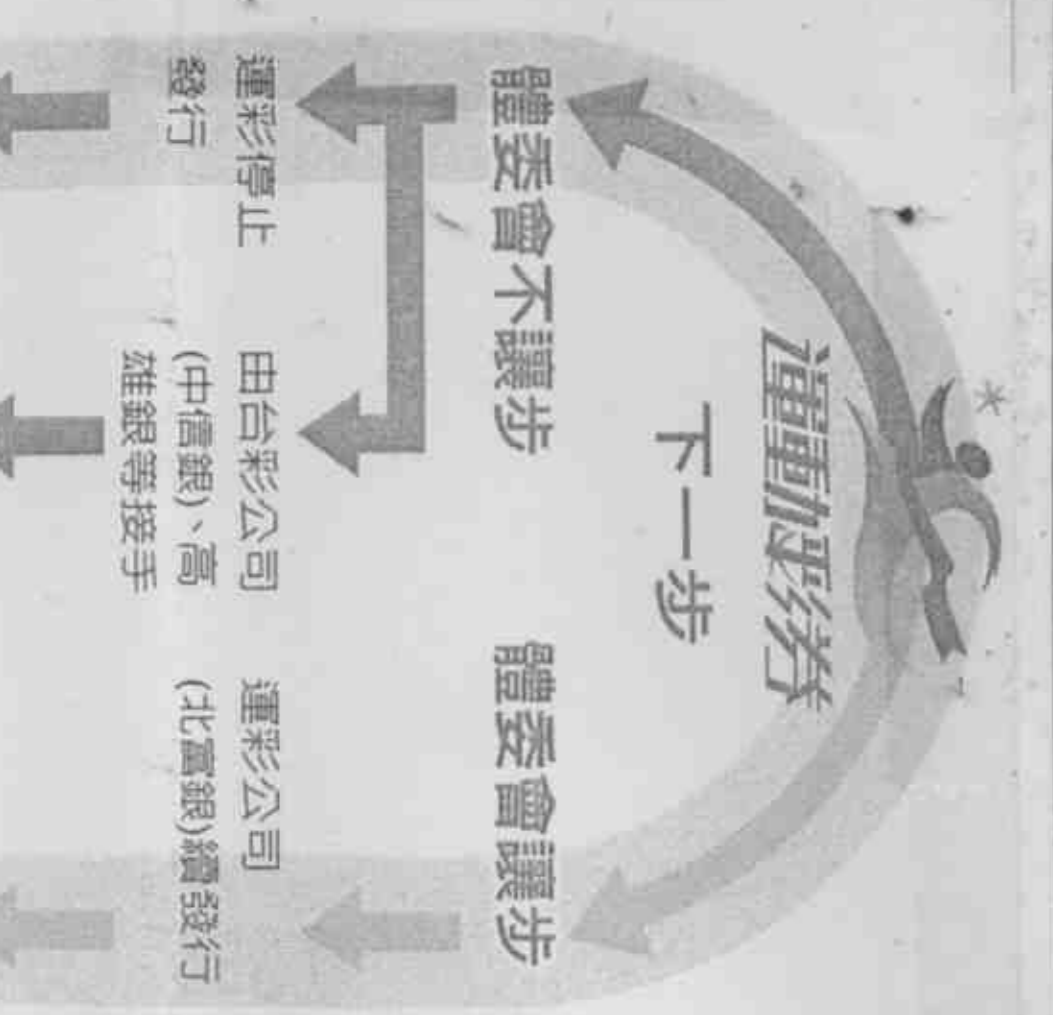 運動彩券
下一步
體委會不讓步
體委會讓步
運彩停止
發行
由台彩公司
(中信銀)、高
雄銀等接手
運彩公司
(北富銀)續發行